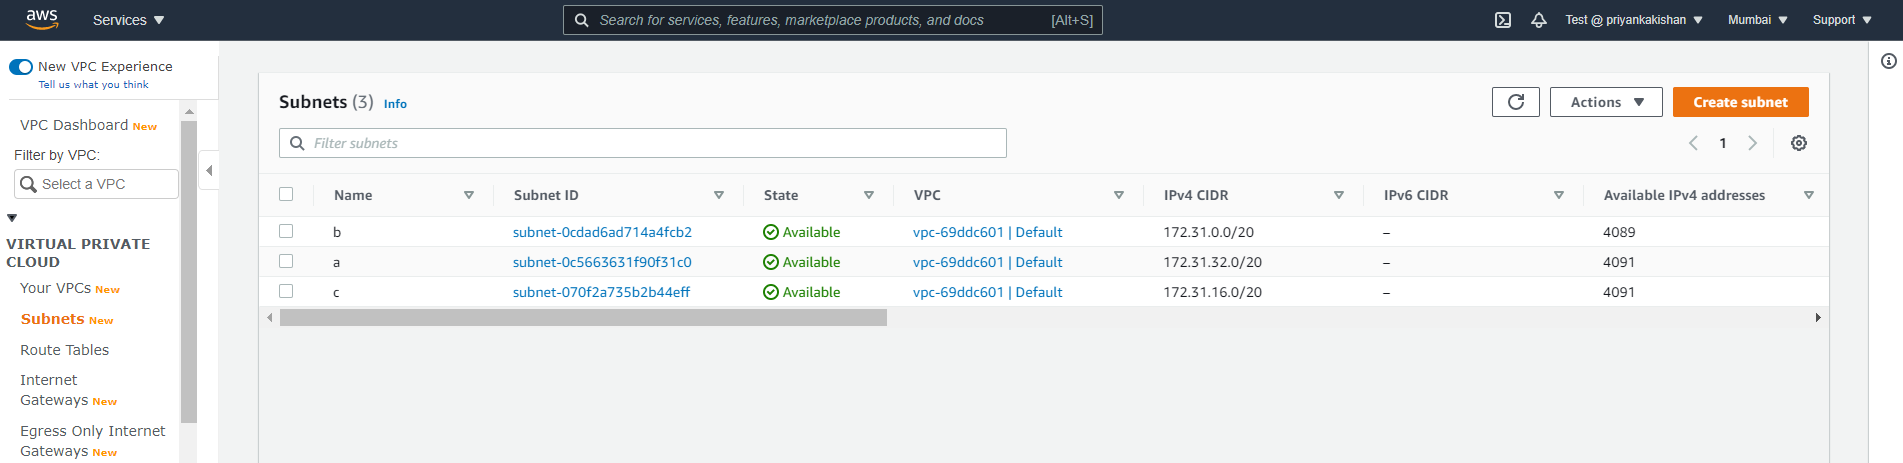 aws Services Search for services, features, marketplace products, and docs [Alt+S] Test @ priyankakishan Mumbai Support
New VPC Experience
Tell us what you think
VPC Dashboard New
Filter by VPC:
Select a VPC
VIRTUAL PRIVATE
CLOUD
Your VPCs New
Subnets New
Route Tables
Internet
Gateways New
Egress Only Internet
Gateways New
Subnets (3) Info Actions Create subnet
Filter subnets 1
Name Subnet ID State VPC IPv4 CIDR IPv6 CIDR Available IPv4 addresses
b subnet-0cdad6ad714a4fcb2 Available vpc-69ddc601 | Default 172.31.0.0/20 – 4089
a subnet-0c5663631f90f31c0 Available vpc-69ddc601 | Default 172.31.32.0/20 – 4091
c subnet-070f2a735b2b44eff Available vpc-69ddc601 | Default 172.31.16.0/20 – 4091